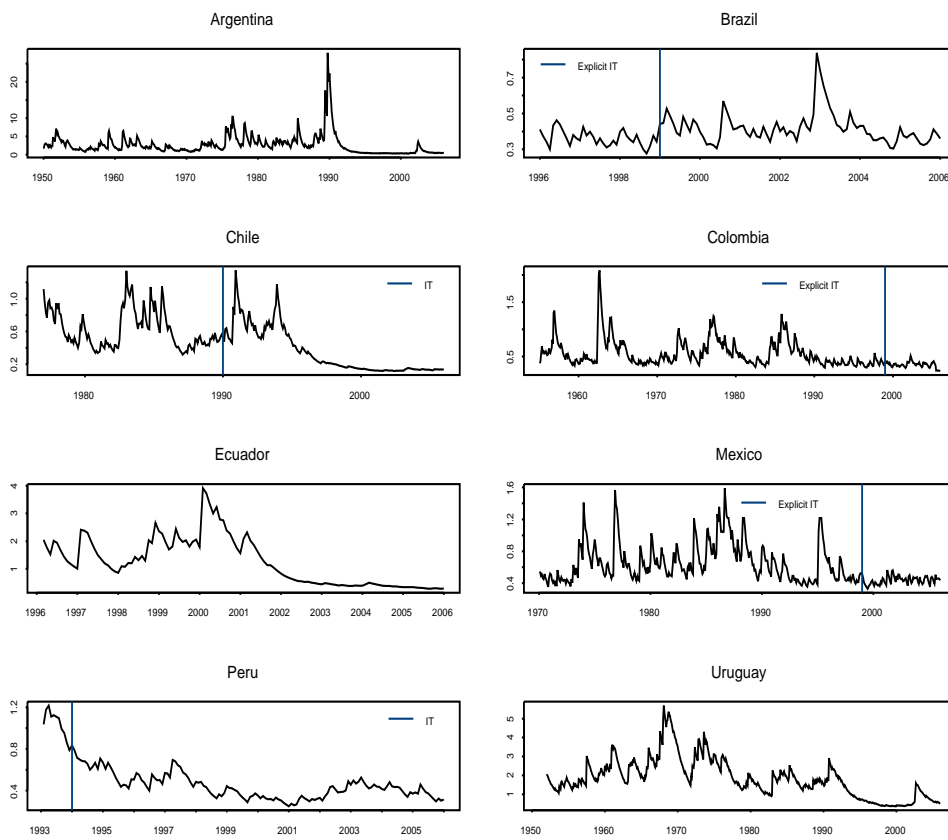 Argentina
20
10
5
0
1950 1960 1970 1980 1990 2000
Brazil
Explicit IT
0.7
0.5
0.3
1996 1998 2000 2002 2004 2006
Chile
IT
1.0
0.6
0.2
1980 1990 2000
Colombia
Explicit IT
1.5
0.5
1960 1970 1980 1990 2000
Ecuador
4
3
2
1
1996 1997 1998 1999 2000 2001 2002 2003 2004 2005 2006
Mexico
Explicit IT
1.6
1.2
0.8
0.4
1970 1980 1990 2000
Peru
IT
1.2
0.8
0.4
1993 1995 1997 1999 2001 2003 2005
Uruguay
5
4
3
2
1
1950 1960 1970 1980 1990 2000